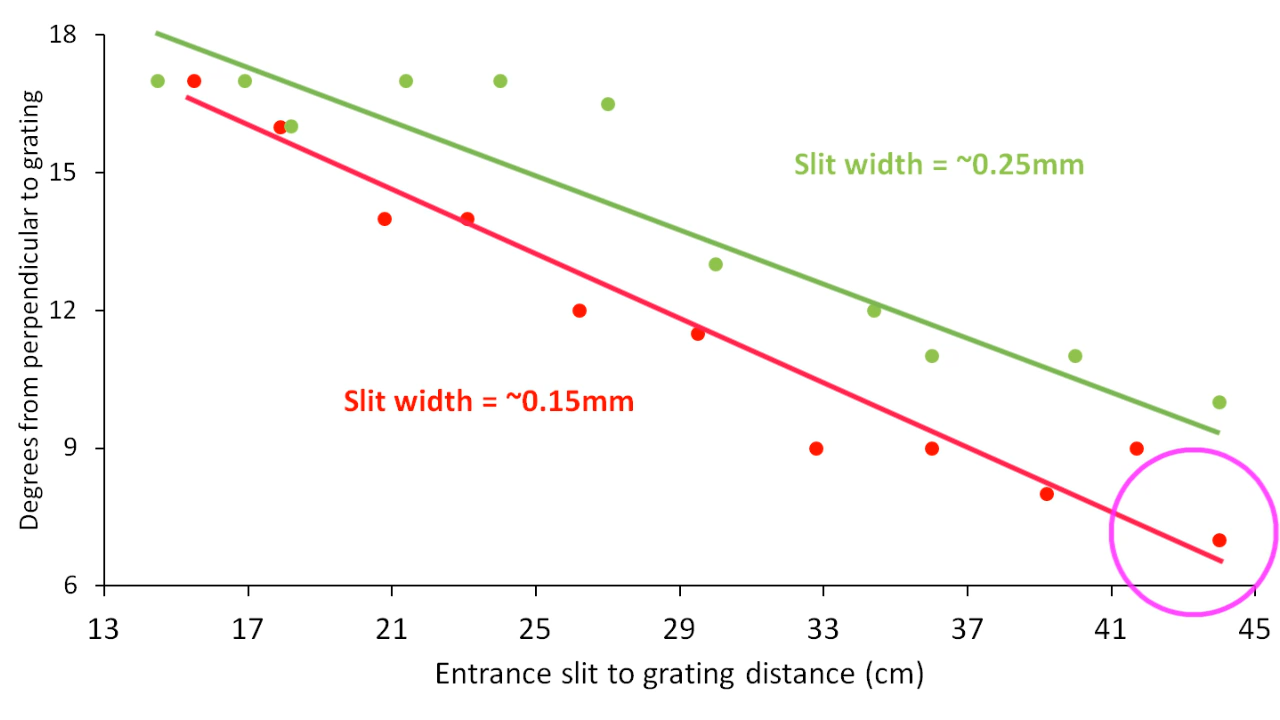 18
15
12
9
6
Degrees from perpendicular to grating
Slit width = ~0.25mm
Slit width = ~0.15mm
13 17 21 25 29 33 37 41 45
Entrance slit to grating distance (cm)